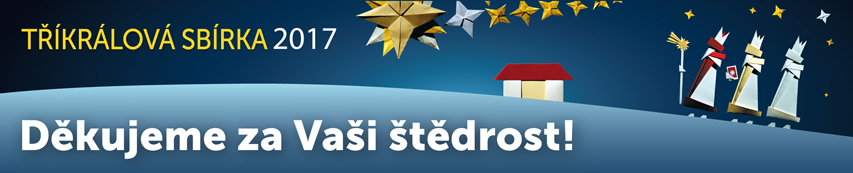 TŘÍKRÁLOVÁ SBÍRKA 2017
Děkujeme za Vaši štědrost!